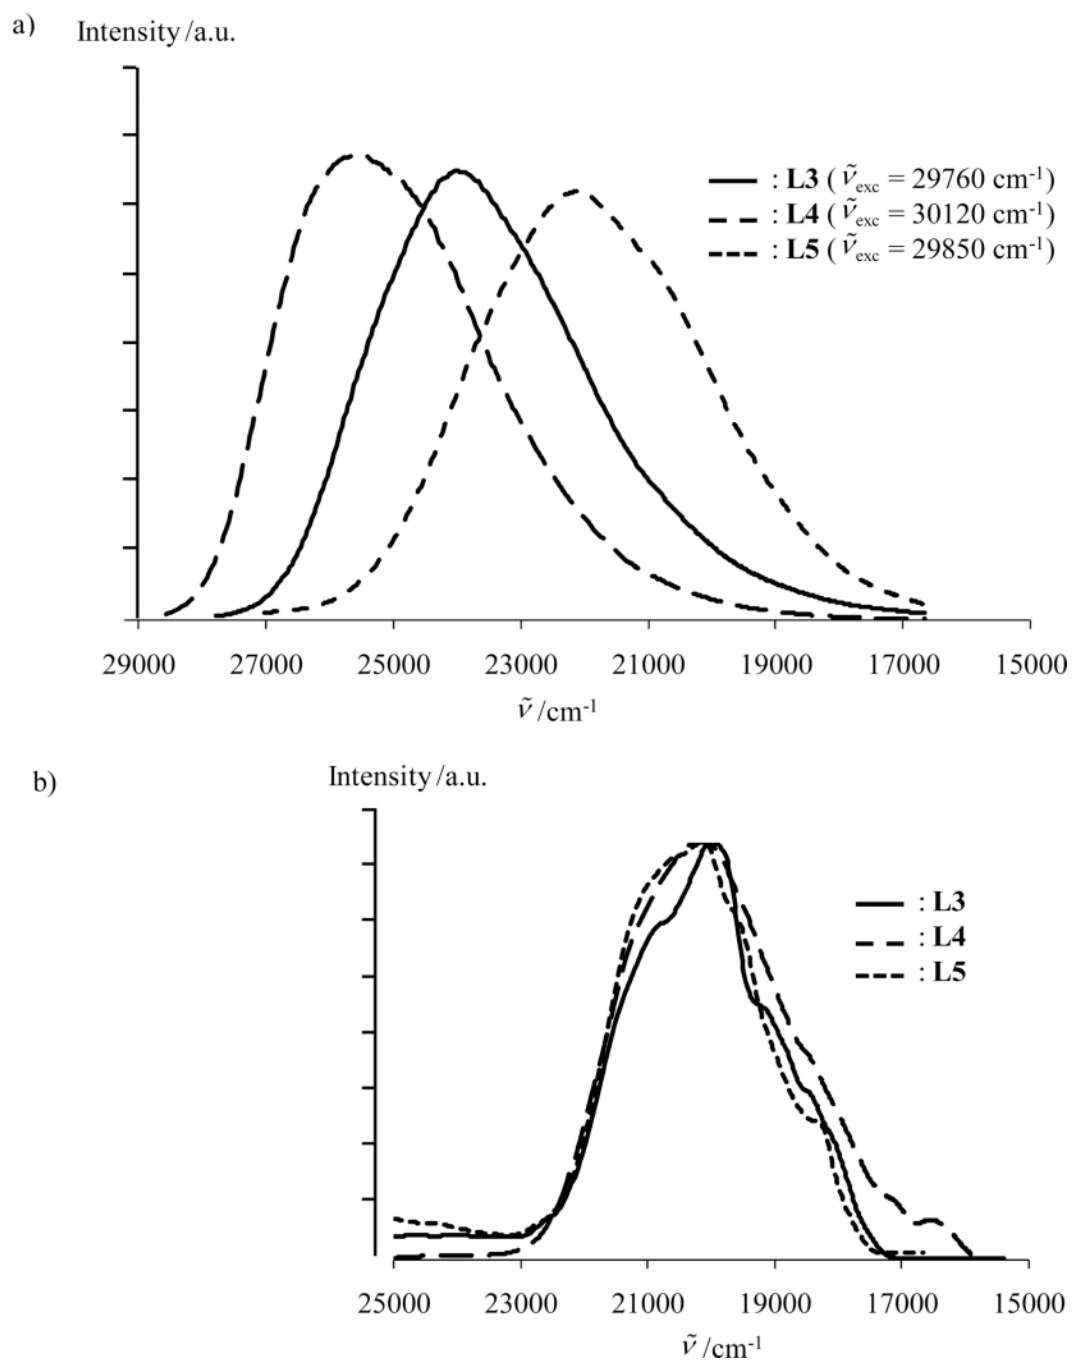 a)
Intensity /a.u.
: L3 ( ν̃exc = 29760 cm-1)
: L4 ( ν̃exc = 30120 cm-1)
: L5 ( ν̃exc = 29850 cm-1)
29000 27000 25000 23000 21000 19000 17000 15000
ν̃ /cm-1
b)
Intensity /a.u.
: L3
: L4
: L5
25000 23000 21000 19000 17000 15000
ν̃ /cm-1